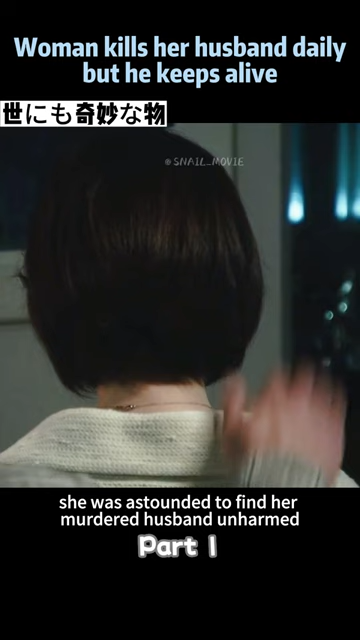 Woman kills her husband daily
but he keeps alive
世にも奇妙な物
@SNAIL_MOVIE
she was astounded to find her
murdered husband unharmed
Part 1